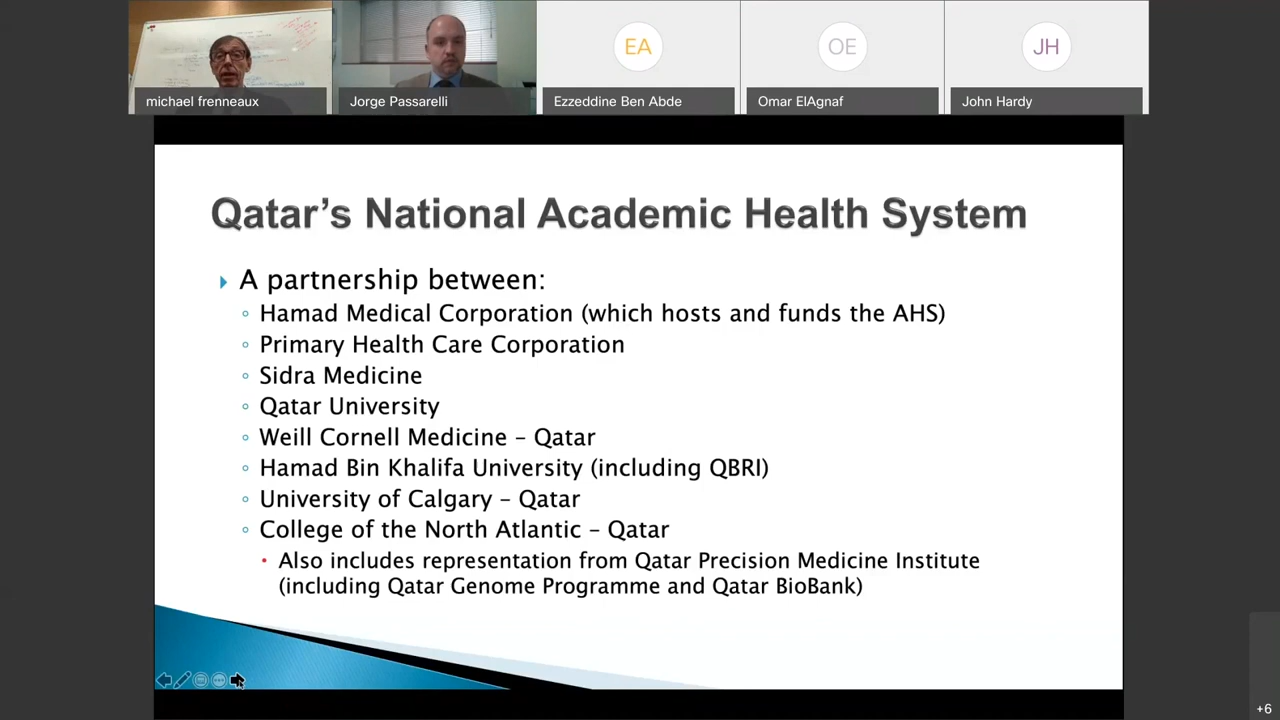 EA
OE
JH
michael frenneaux
Jorge Passarelli
Ezzeddine Ben Abde
Omar ElAgnaf
John Hardy
Qatar's National Academic Health System
A partnership between:
Hamad Medical Corporation (which hosts and funds the AHS)
Primary Health Care Corporation
Sidra Medicine
Qatar University
Weill Cornell Medicine – Qatar
Hamad Bin Khalifa University (including QBRI)
University of Calgary – Qatar
College of the North Atlantic – Qatar
Also includes representation from Qatar Precision Medicine Institute
(including Qatar Genome Programme and Qatar BioBank)
+6